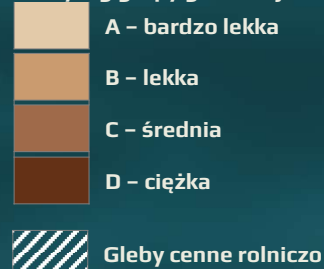 A – bardzo lekka
B – lekka
C – średnia
D – ciężka
Gleby cenne rolniczo